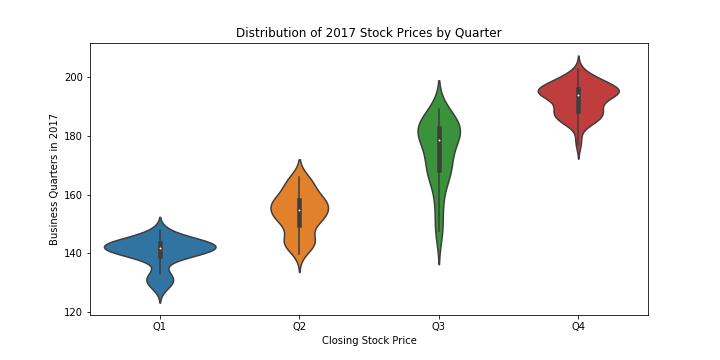 Distribution of 2017 Stock Prices by Quarter
Business Quarters in 2017
200
180
160
140
120
Q1 Q2 Q3 Q4
Closing Stock Price